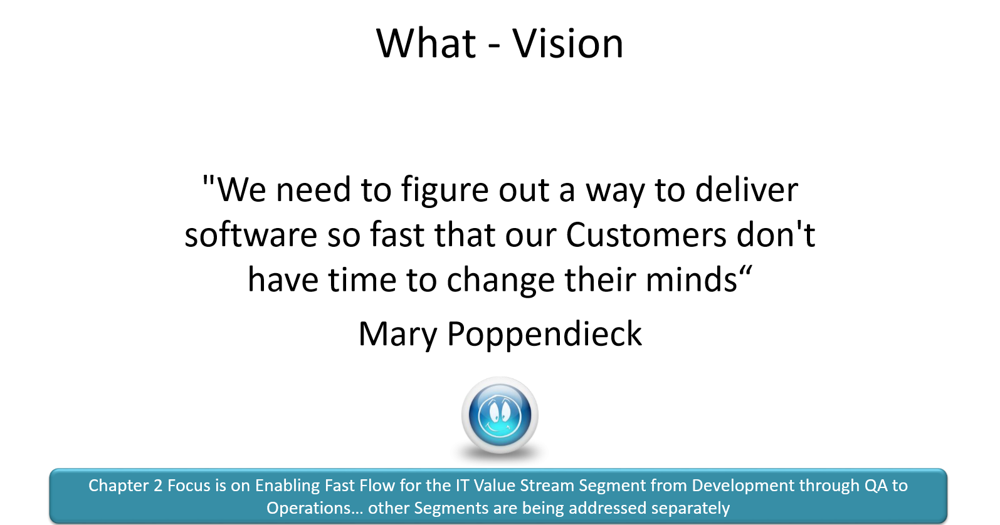 What - Vision
"We need to figure out a way to deliver
software so fast that our Customers don't
have time to change their minds“
Mary Poppendieck
Chapter 2 Focus is on Enabling Fast Flow for the IT Value Stream Segment from Development through QA to
Operations... other Segments are being addressed separately